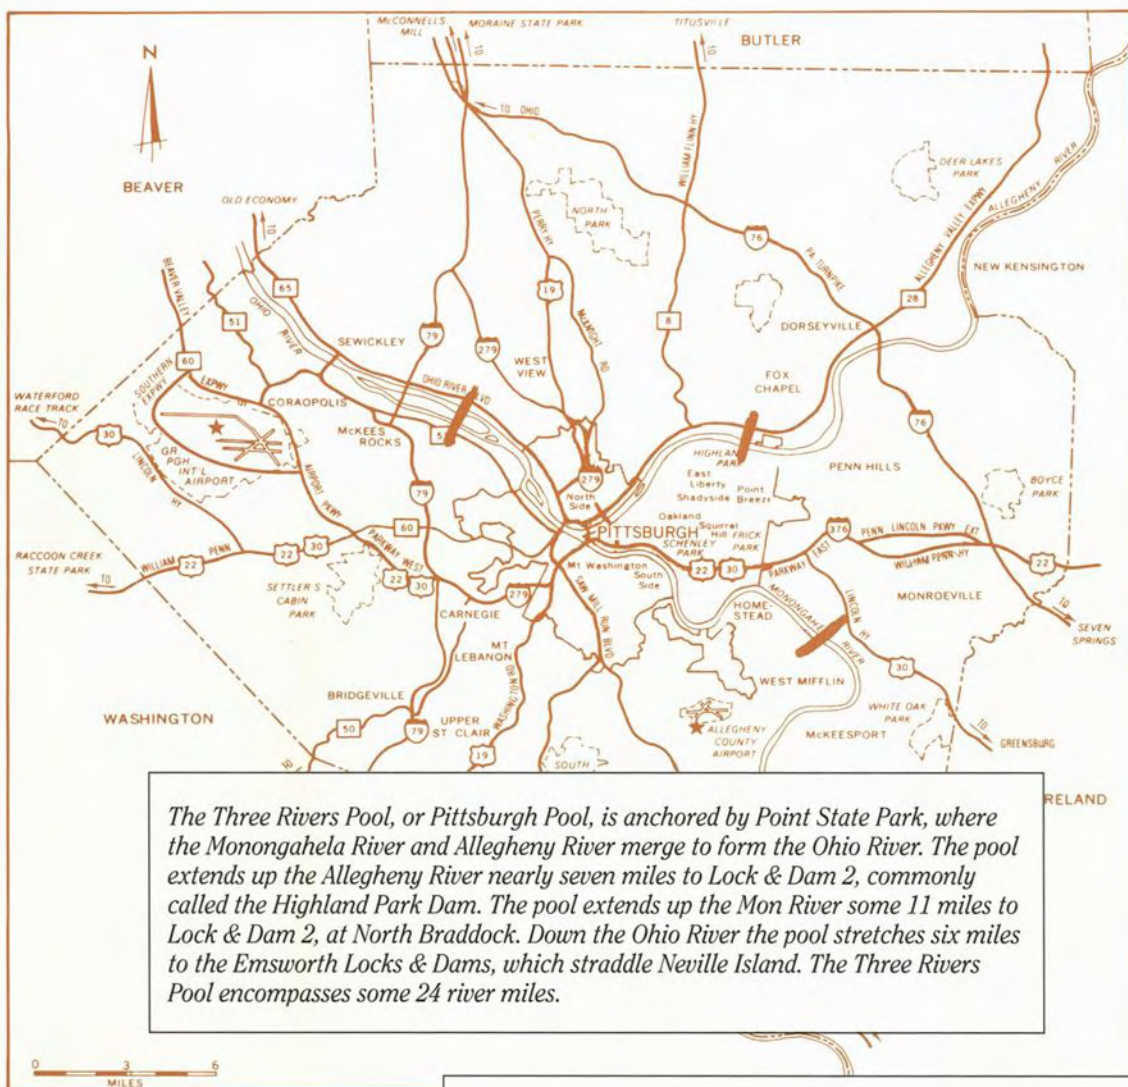 McCONNELLS MILL
MORAINE STATE PARK
TO
TITUSVILLE
TO
BUTLER
N
TO OHIO
BEAVER
OLD ECONOMY
TO
WILLIAM FLINN HY
DEER LAKES PARK
ALLEGHENY RIVER
NORTH PARK
PERRY HY
76
PA. TURNPIKE
ALLEGHENY VALLEY EXPWY
NEW KENSINGTON
BEAVER VALLEY
65
51
OHIO RIVER
19
28
8
DORSEYVILLE
SEWICKLEY
79
279
McKNIGHT RD
60
SOUTHERN EXPWY
EXPWY
WEST VIEW
FOX CHAPEL
WATERFORD RACE TRACK
TO
30
CORAOPOLIS
OHIO RIVER BLVD
McKEES ROCKS
5
76
LINCOLN HY
GR. PGH INT'L. AIRPORT
HIGHLAND PARK
PENN HILLS
AIRPORT PKWY
79
279
North Side
East Liberty
Shadyside
Point Breeze
BOYCE PARK
Oakland
60
PITTSBURGH
Squirrel Hill
FRICK PARK
SCHENLEY PARK
376
PENN LINCOLN PKWY EXT
WILLIAM PENN HY
RACCOON CREEK STATE PARK
TO
WILLIAM PENN
22
22
30
PARKWAY WEST
22
30
22
30
PARKWAY EAST
22
Mt. Washington
South Side
SETTLER'S CABIN PARK
279
CARNEGIE
SAW MILL RUN BLVD
MONONGAHELA RIVER
HOME-
STEAD
LINCOLN HY
MONROEVILLE
TO
SEVEN SPRINGS
MT LEBANON
WASHINGTON RD
30
WEST MIFFLIN
BRIDGEVILLE
WASHINGTON
50
79
UPPER ST CLAIR
19
ALLEGHENY COUNTY AIRPORT
McKEESPORT
WHITE OAK PARK
TO
GREENSBURG
SOUTH
RELAND
The Three Rivers Pool, or Pittsburgh Pool, is anchored by Point State Park, where
the Monongahela River and Allegheny River merge to form the Ohio River. The pool
extends up the Allegheny River nearly seven miles to Lock & Dam 2, commonly
called the Highland Park Dam. The pool extends up the Mon River some 11 miles to
Lock & Dam 2, at North Braddock. Down the Ohio River the pool stretches six miles
to the Emsworth Locks & Dams, which straddle Neville Island. The Three Rivers
Pool encompasses some 24 river miles.
0 3 6
MILES